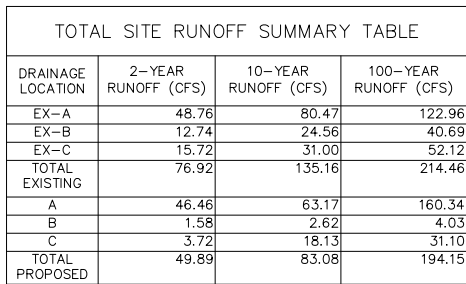 TOTAL SITE RUNOFF SUMMARY TABLE
DRAINAGE LOCATION 2-YEAR RUNOFF (CFS) 10-YEAR RUNOFF (CFS) 100-YEAR RUNOFF (CFS)
EX-A 48.76 80.47 122.96
EX-B 12.74 24.56 40.69
EX-C 15.72 31.00 52.12
TOTAL EXISTING 76.92 135.16 214.46
A 46.46 63.17 160.34
B 1.58 2.62 4.03
C 3.72 18.13 31.10
TOTAL PROPOSED 49.89 83.08 194.15